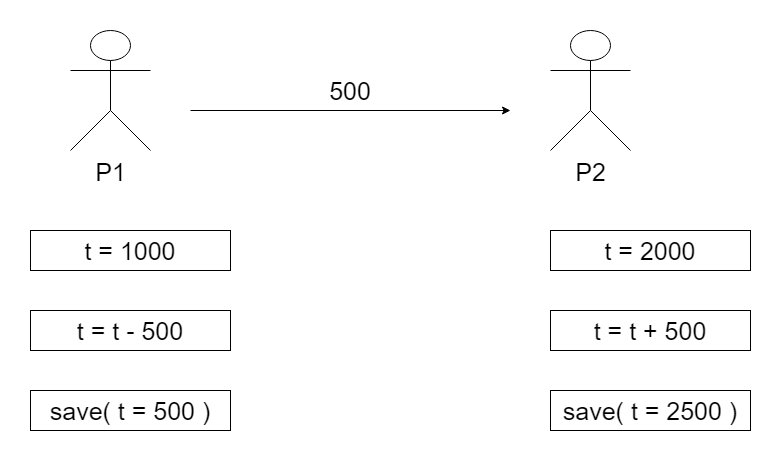 500
P1
P2
t = 1000
t = 2000
t = t - 500
t = t + 500
save( t = 500 )
save( t = 2500 )